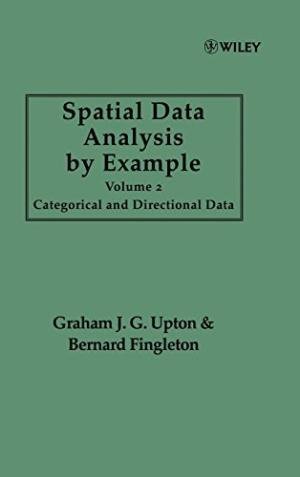 WILEY
Spatial Data
Analysis
by Example
Volume 2
Categorical and Directional Data
Graham J. G. Upton &
Bernard Fingleton